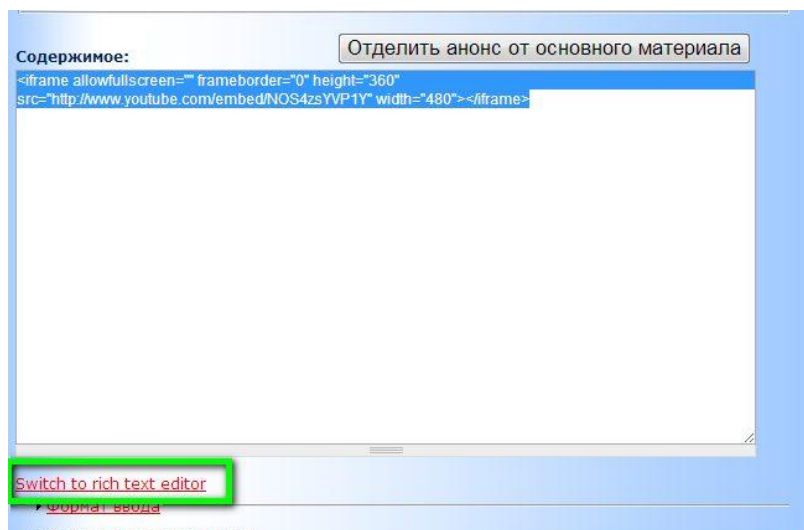 Содержимое:
Отделить анонс от основного материала
<iframe allowfullscreen="" frameborder="0" height="360"
src="http://www.youtube.com/embed/NOS4zsYVP1Y" width="480"></iframe>
Switch to rich text editor
Формат ввода